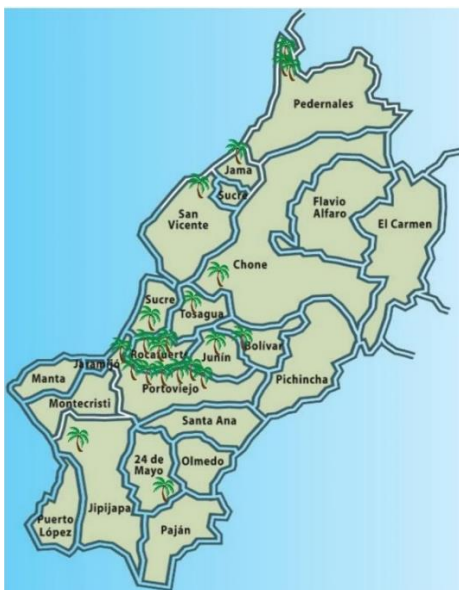 Pedernales
Jama
Sucre
Flavio
Alfaro
El Carmen
San
Vicente
Chone
Sucre
Tosagua
Rocafuerte
Junín
Bolívar
Jaramijó
Manta
Portoviejo
Pichincha
Montecristi
Santa Ana
24 de
Mayo
Olmedo
Jipijapa
Puerto
López
Paján